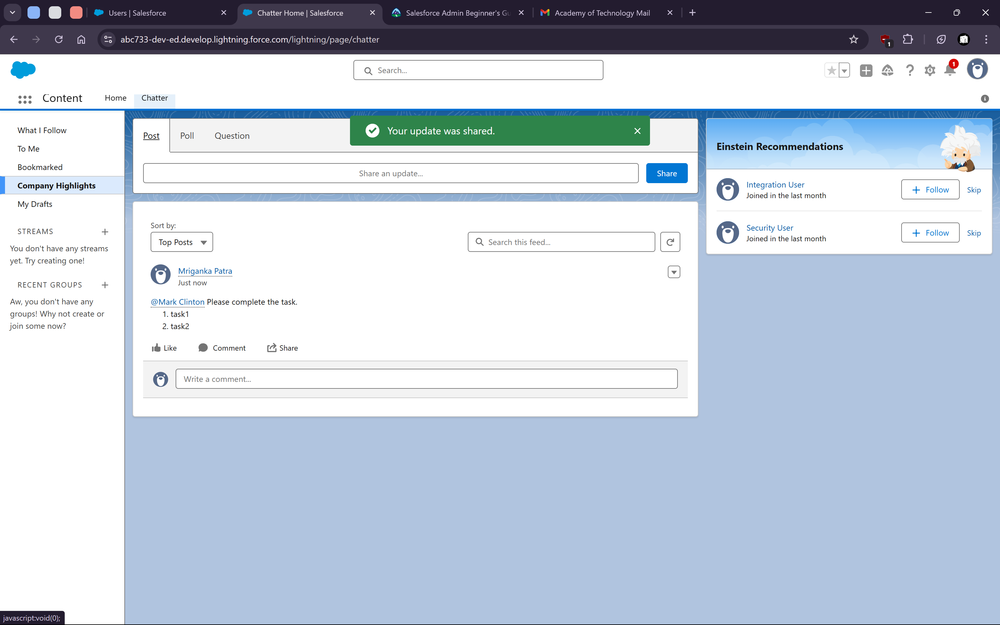 Users | Salesforce
Chatter Home | Salesforce
Salesforce Admin Beginner's Gu
Academy of Technology Mail
abc733-dev-ed.develop.lightning.force.com/lightning/page/chatter
1
Search...
1
Content
Home
Chatter
What I Follow
To Me
Bookmarked
Company Highlights
My Drafts
STREAMS
You don't have any streams
yet. Try creating one!
RECENT GROUPS
Aw, you don't have any
groups! Why not create or
join some now?
Post
Poll
Question
Your update was shared.
Share an update...
Share
Sort by:
Top Posts
Search this feed...
Mriganka Patra
Just now
@Mark Clinton Please complete the task.
1. task1
2. task2
Like
Comment
Share
Write a comment...
Einstein Recommendations
Integration User
Joined in the last month
Follow
Skip
Security User
Joined in the last month
Follow
Skip
javascript:void(0);